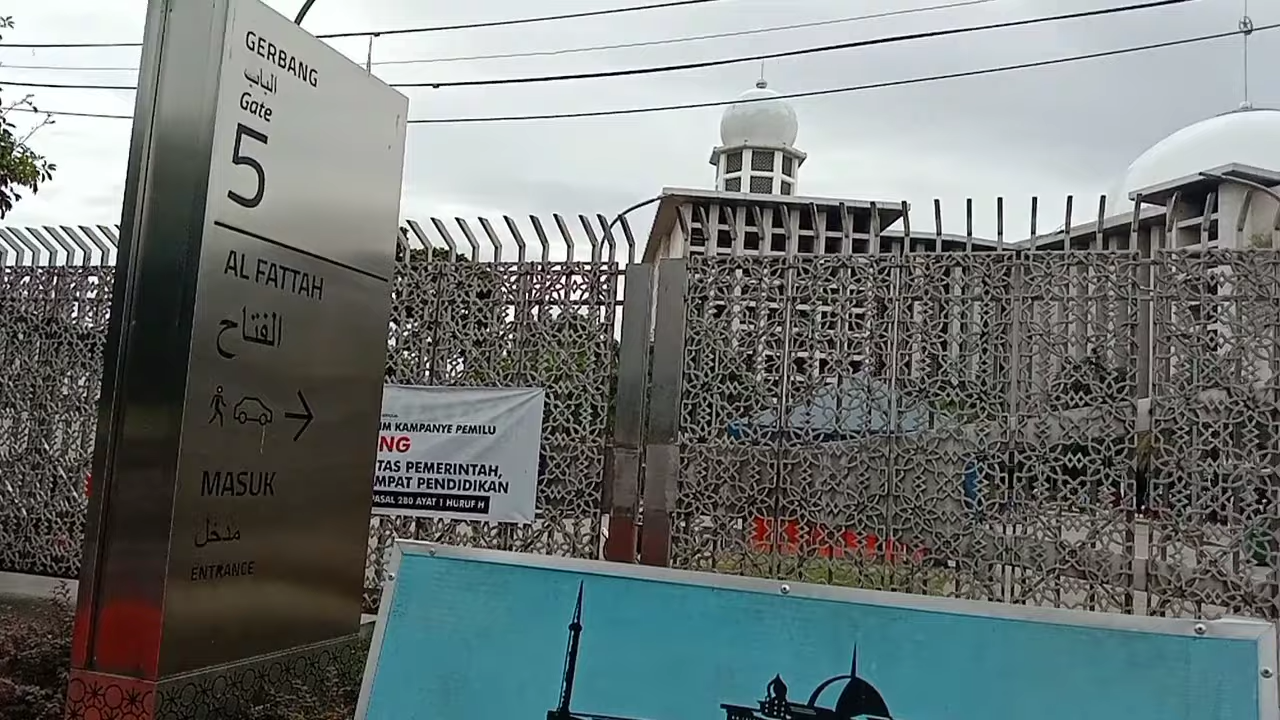 GERBANG
الباب
Gate
5
AL FATTAH
الفتاح
MASUK
مدخل
ENTRANCE
KAMPANYE PEMILU
NG
TAS PEMERINTAH,
MPAT PENDIDIKAN
PASAL 280 AYAT 1 HURUF H